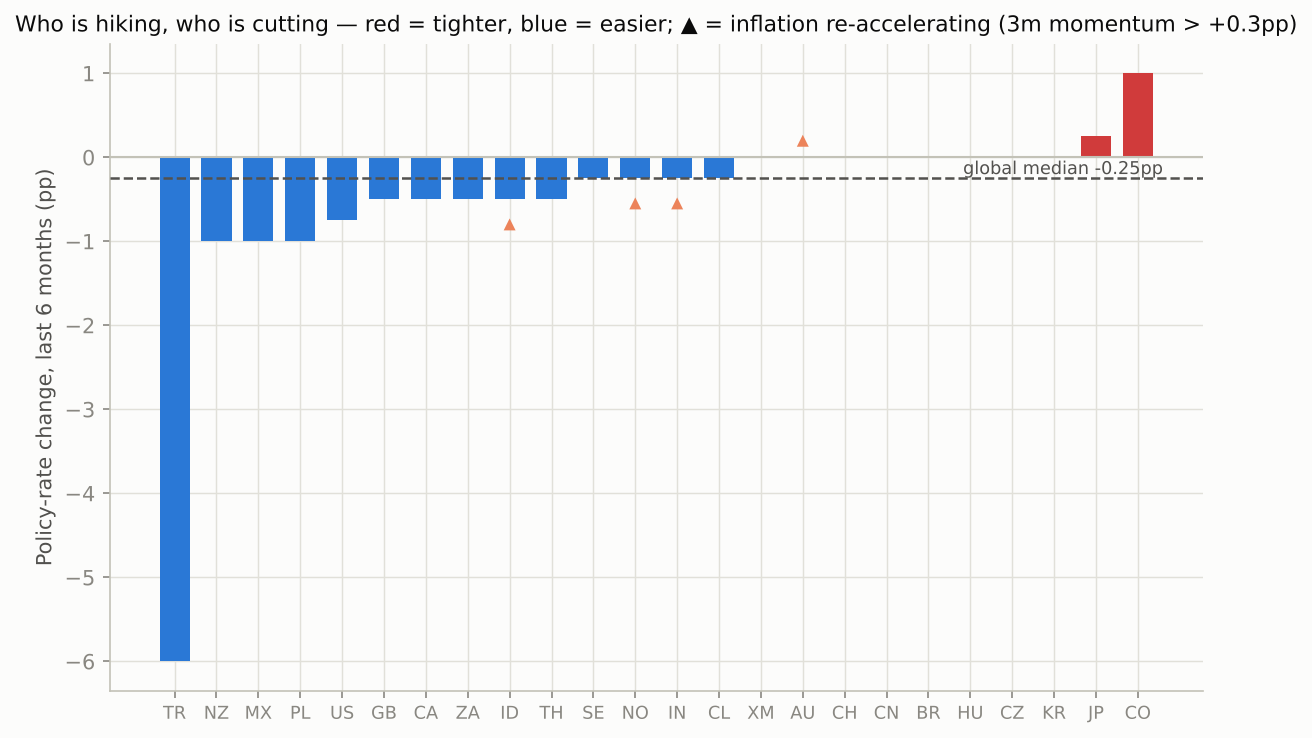 Who is hiking, who is cutting — red = tighter, blue = easier; ▲ = inflation re-accelerating (3m momentum > +0.3pp)
Policy-rate change, last 6 months (pp)
1
0
−1
−2
−3
−4
−5
−6
global median -0.25pp
TR NZ MX PL US GB CA ZA ID TH SE NO IN CL XM AU CH CN BR HU CZ KR JP CO